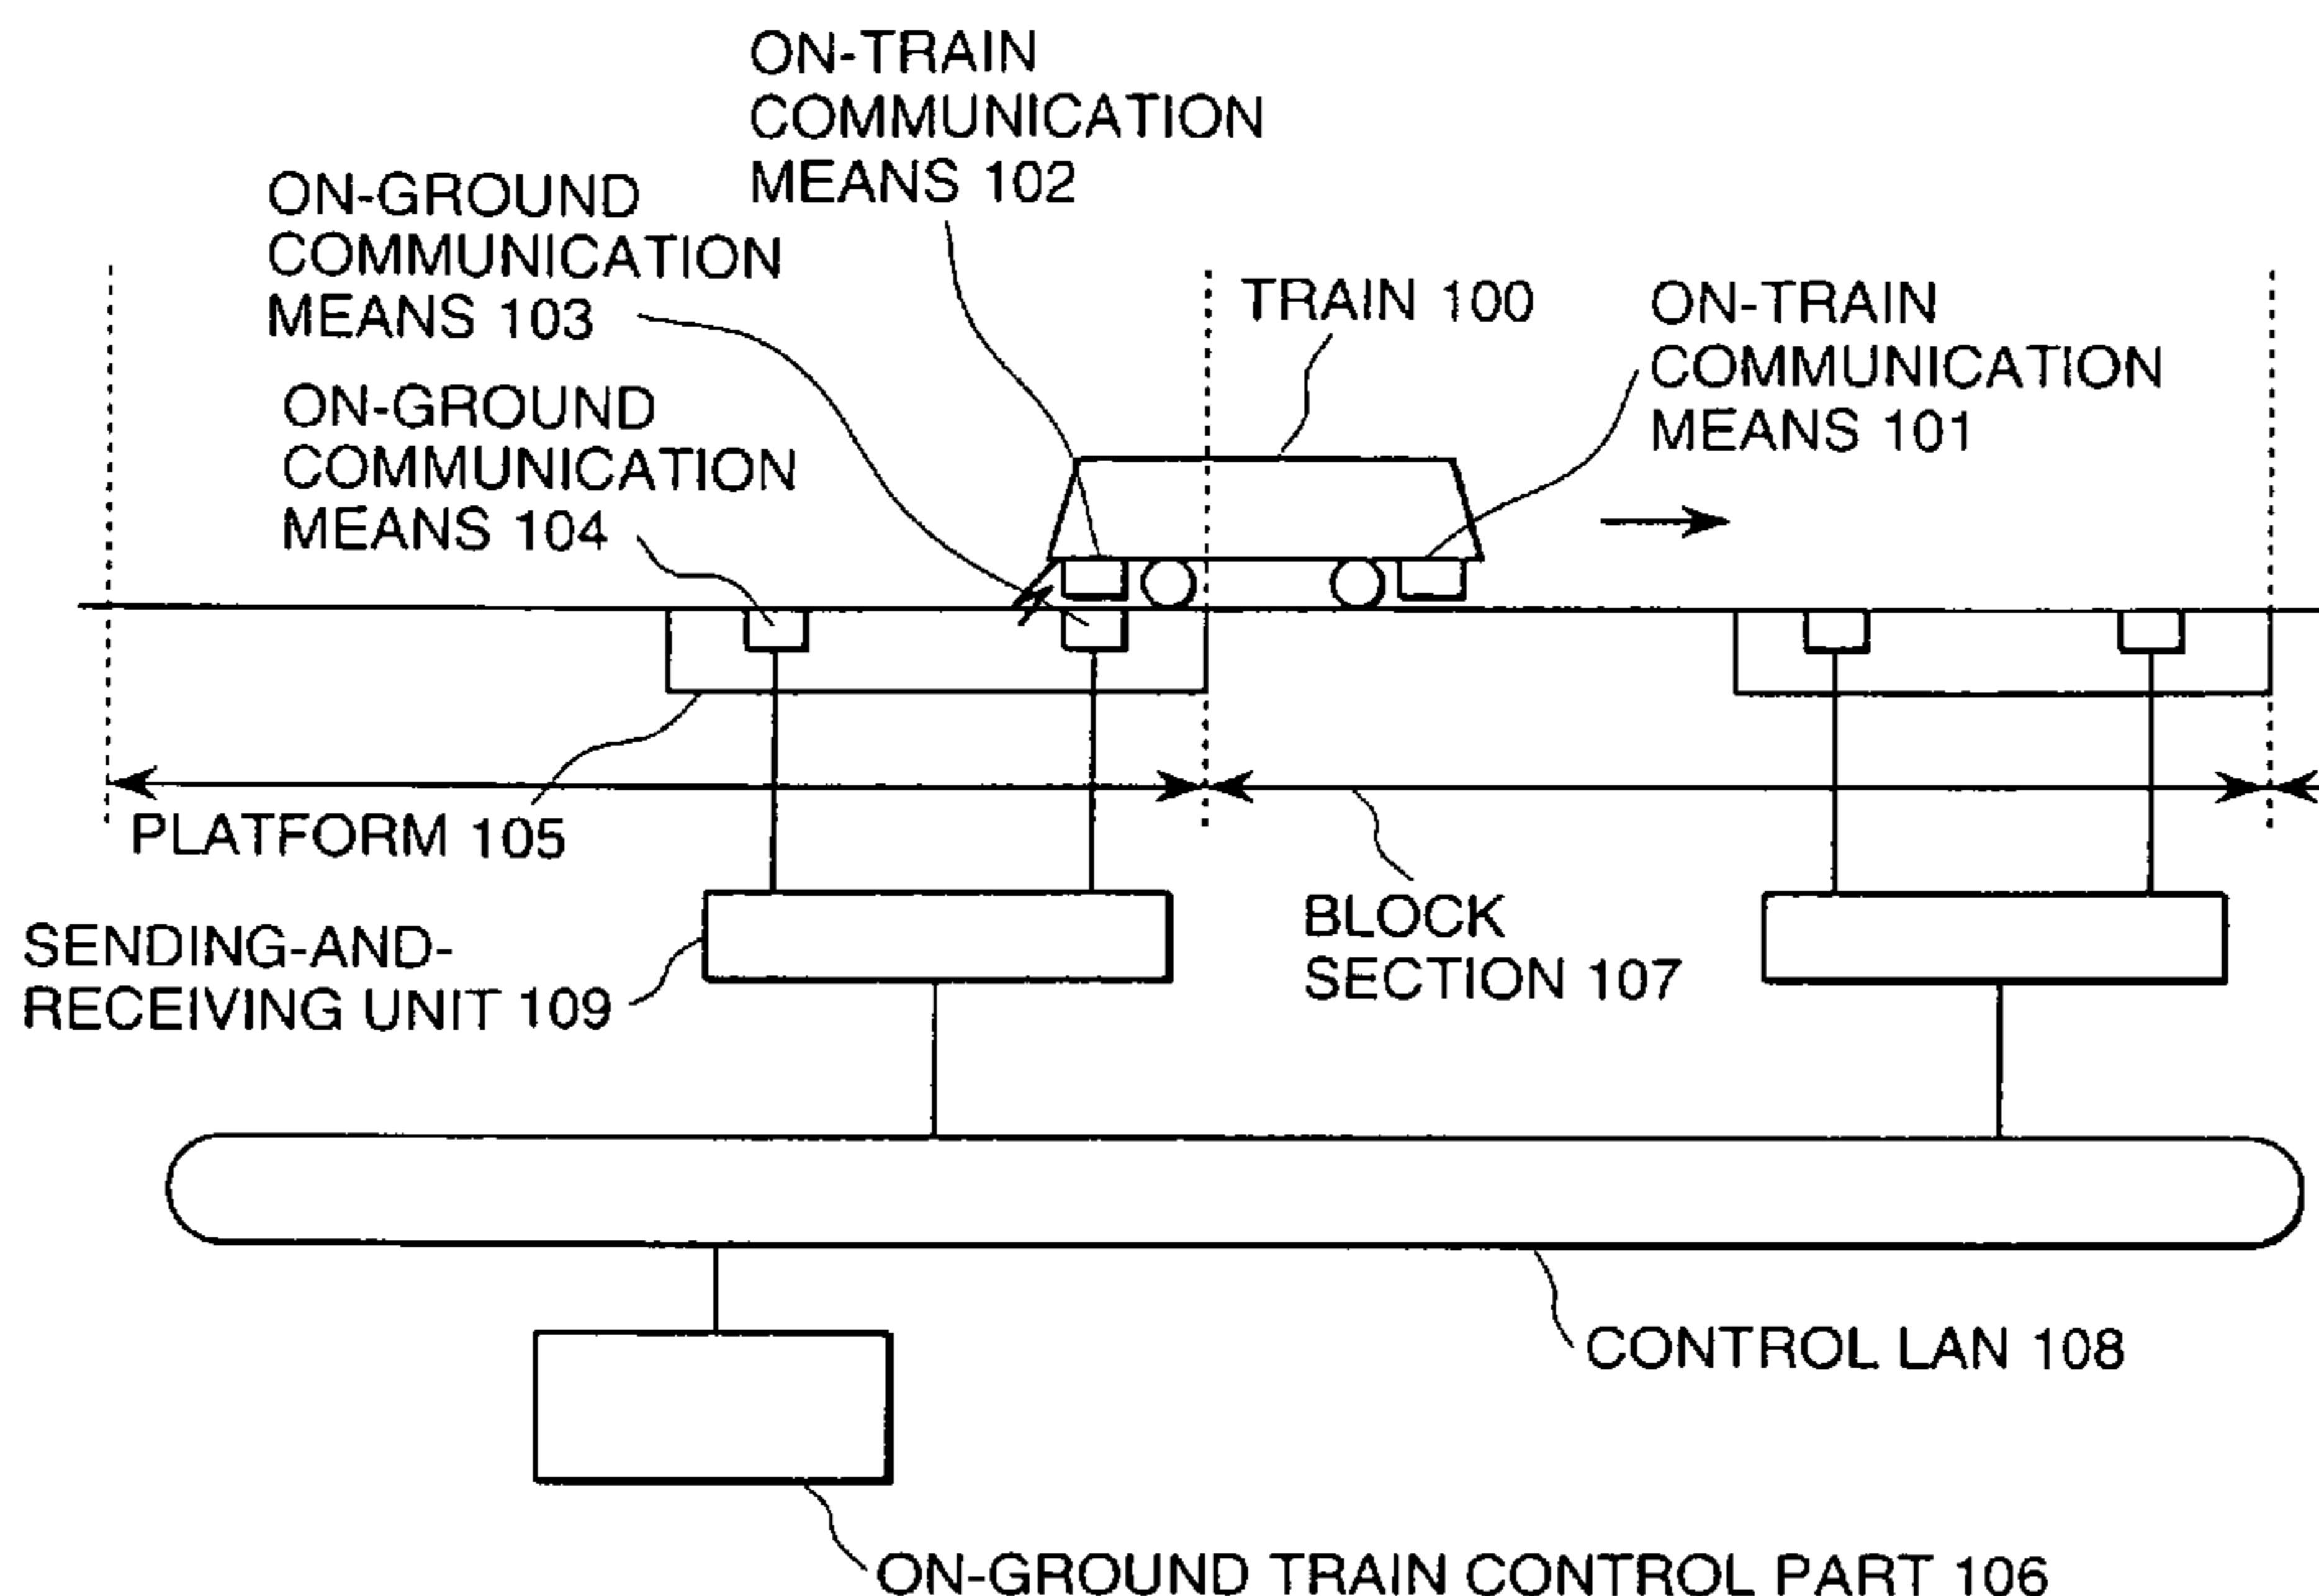 ON-TRAIN
COMMUNICATION
MEANS 102
ON-GROUND
COMMUNICATION
MEANS 103
TRAIN 100
ON-TRAIN
COMMUNICATION
MEANS 101
ON-GROUND
COMMUNICATION
MEANS 104
PLATFORM 105
BLOCK
SECTION 107
SENDING-AND-
RECEIVING UNIT 109
CONTROL LAN 108
ON-GROUND TRAIN CONTROL PART 106